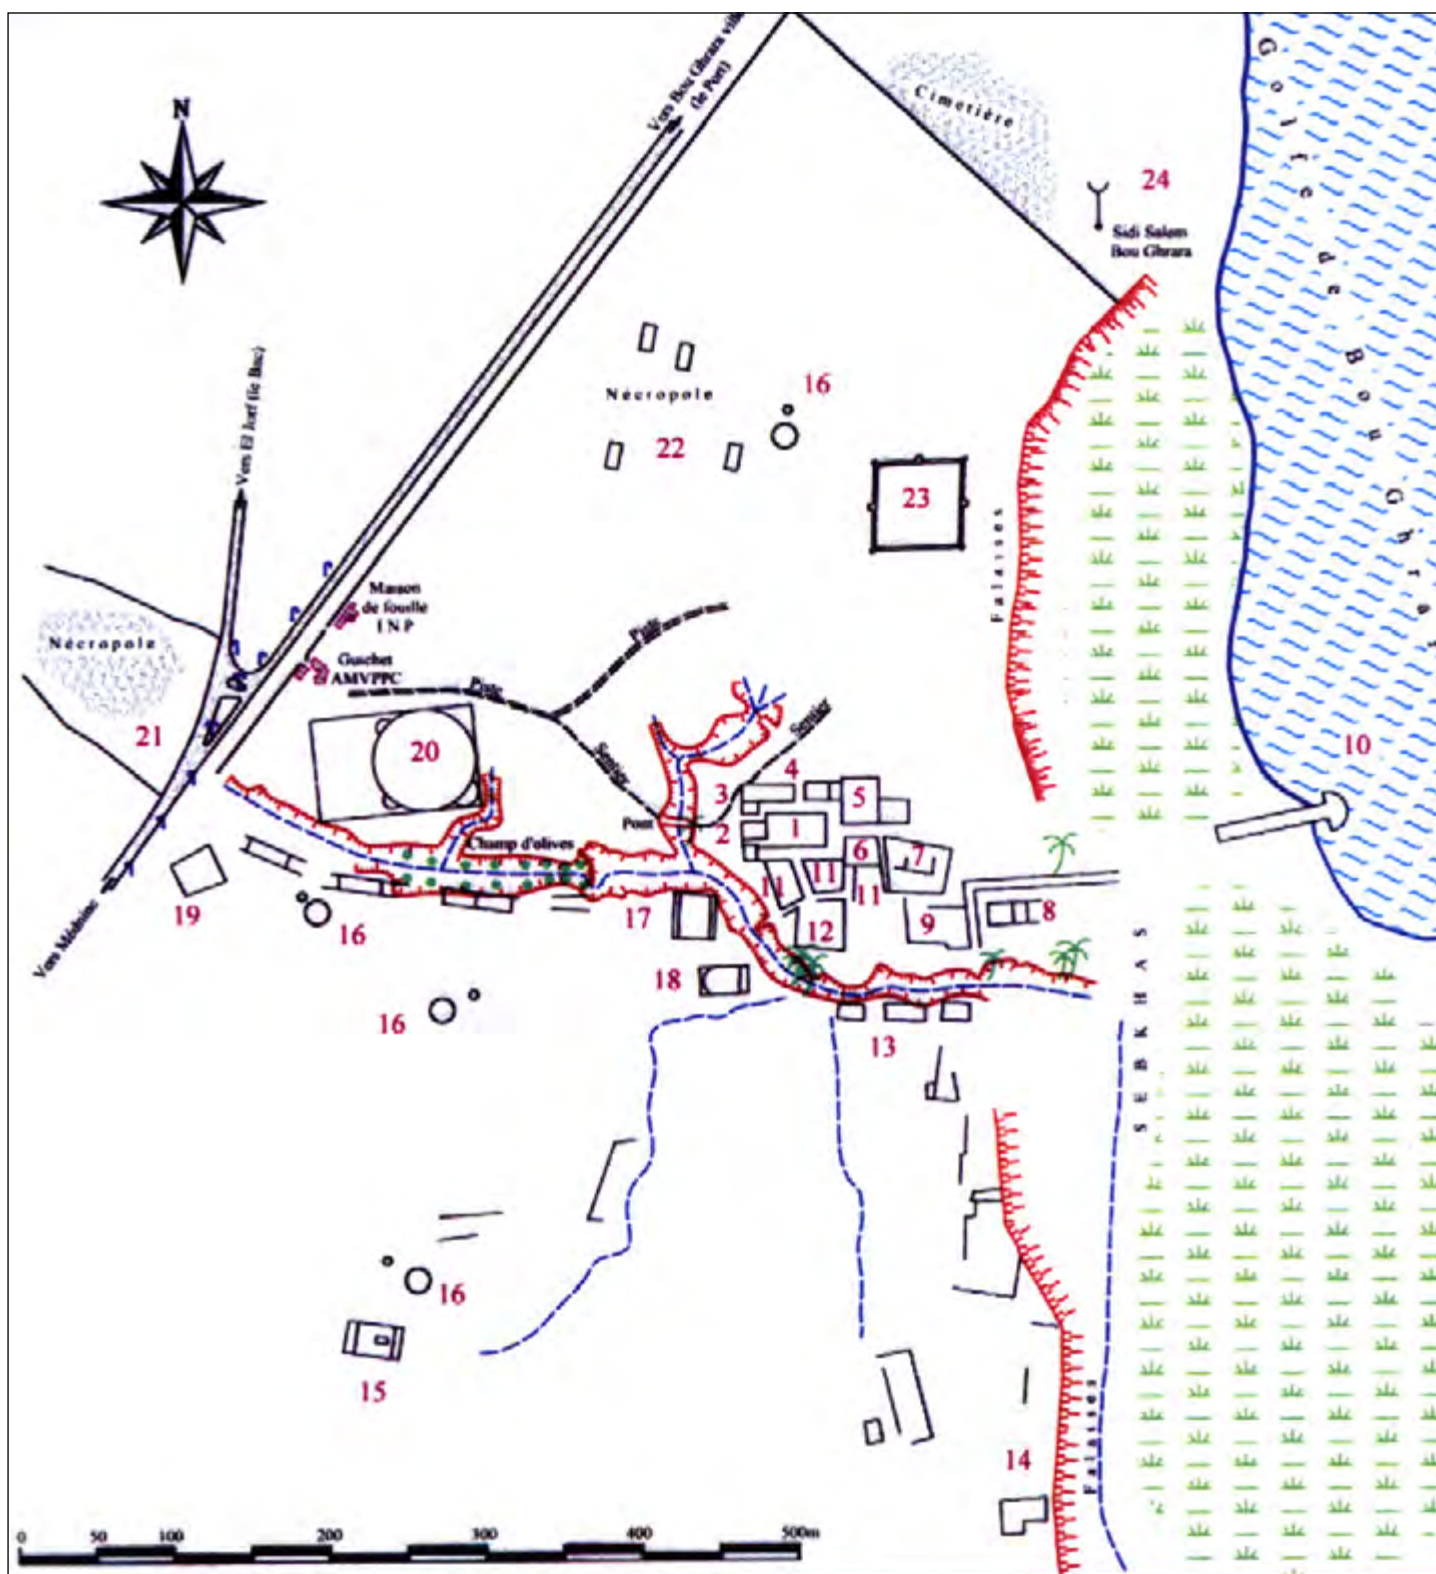 N
Vers Bou Ghrara ville
(le Port)
Cimetière
24
Sidi Salem
Bou Ghrara
Golfe de Bou Ghrar
Vers El Jorf (le Bac)
Nécropole
16
22
23
Falaises
Maison
de fouille
I N P
Guichet
AMVPPC
Nécropole
21
Piste
Piste
Sentier
Sentier
20
10
3
4
5
Pont
2
1
Champ d'olives
6
7
11
11
11
19
16
17
12
9
8
Vers Médnine
18
16
13
SEBKHAS
16
15
14
Falaises
0
50
100
200
300
400
500m